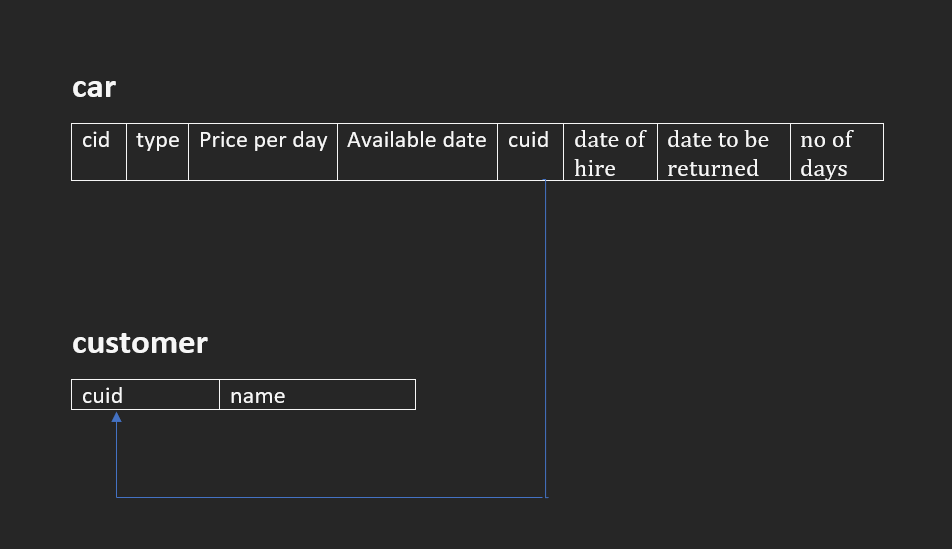 car
cid type Price per day Available date cuid date of date to be no of
hire returned days
customer
cuid name